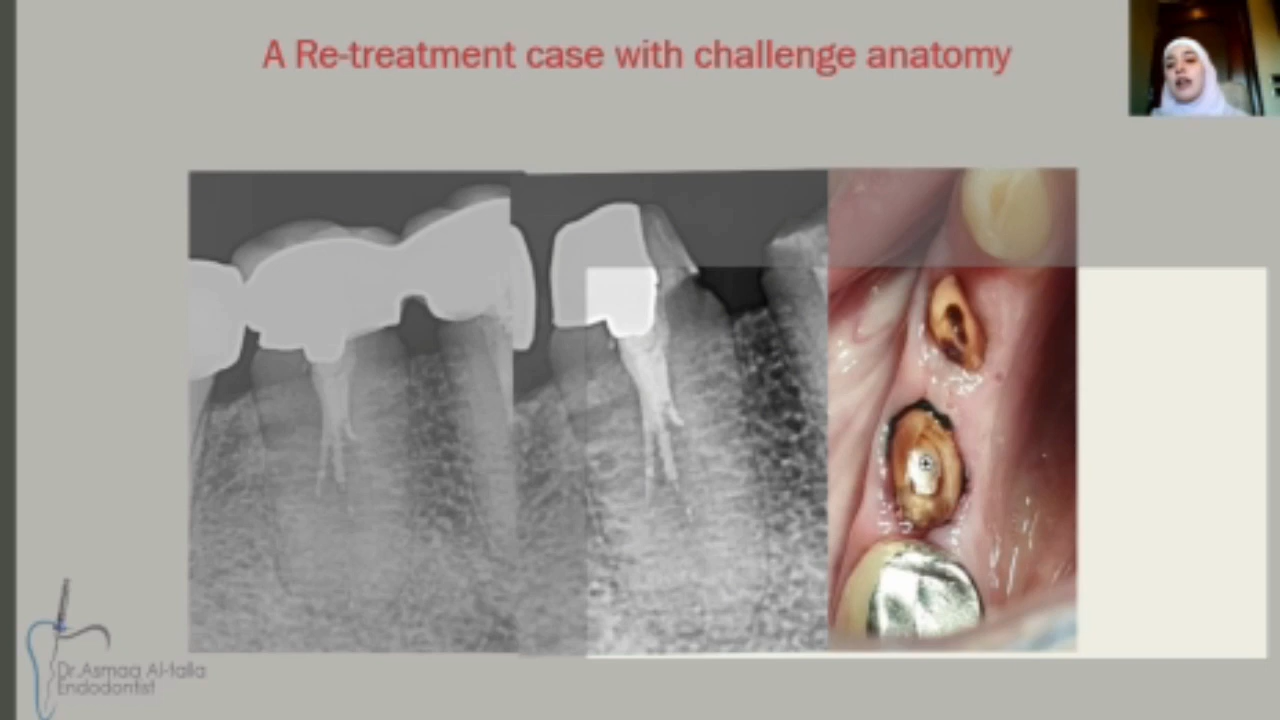 A Re-treatment case with challenge anatomy
Dr.Asmaa Al-talla
Endodontist